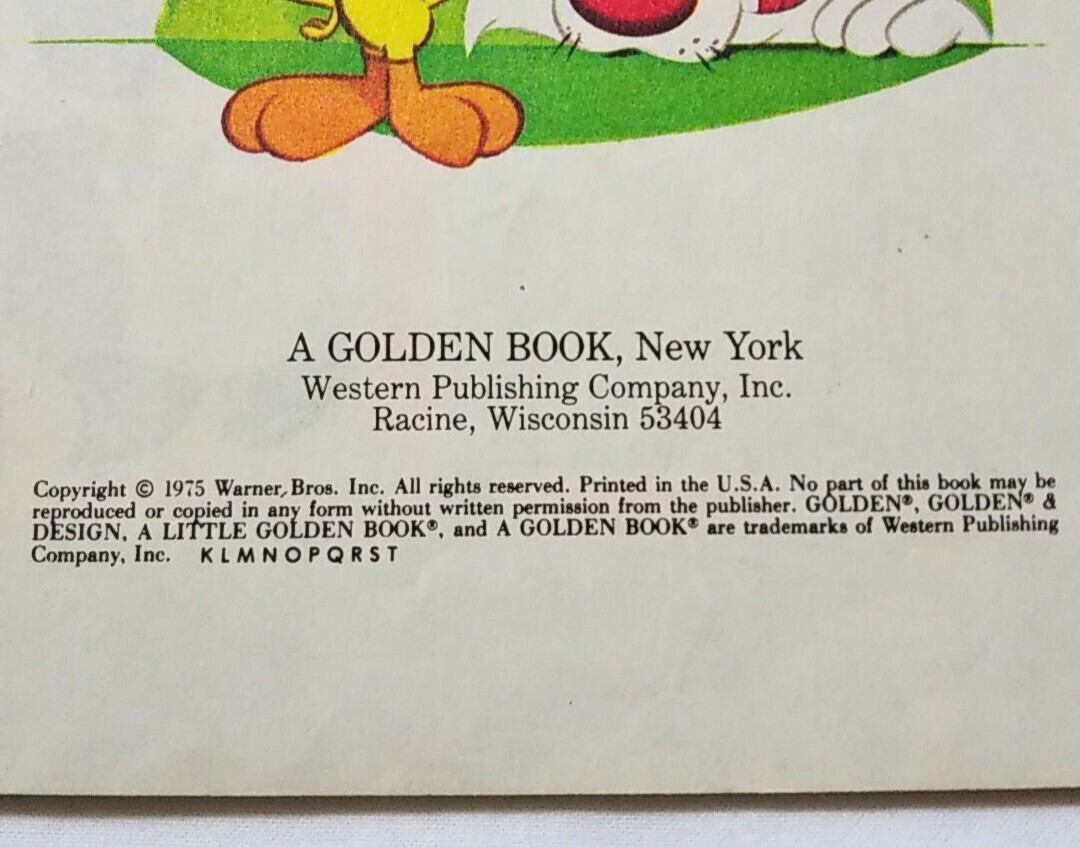 A GOLDEN BOOK, New York
Western Publishing Company, Inc.
Racine, Wisconsin 53404
Copyright © 1975 Warner Bros. Inc. All rights reserved. Printed in the U.S.A. No part of this book may be
reproduced or copied in any form without written permission from the publisher. GOLDEN®, GOLDEN® &
DESIGN, A LITTLE GOLDEN BOOK®, and A GOLDEN BOOK® are trademarks of Western Publishing
Company, Inc. K L M N O P Q R S T